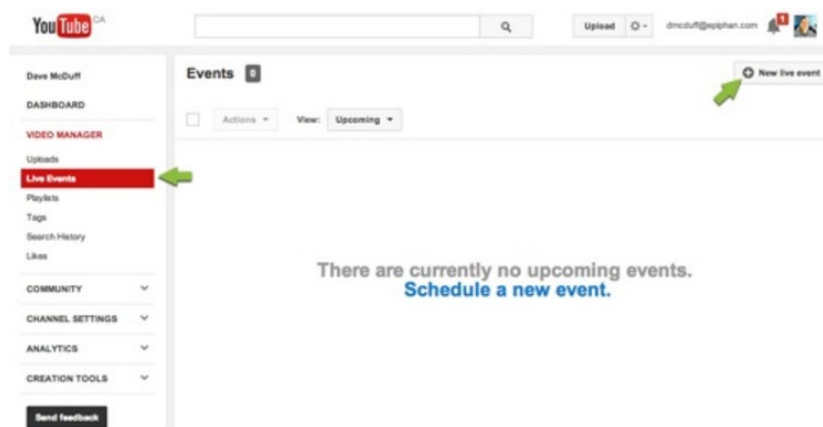 YouTube CA
Upload
dmcduff@epiphan.com
1
Dave McDuff
DASHBOARD
VIDEO MANAGER
Uploads
Live Events
Playlists
Tags
Search History
Likes
COMMUNITY
CHANNEL SETTINGS
ANALYTICS
CREATION TOOLS
Send feedback
Events 0
New live event
Actions View: Upcoming
There are currently no upcoming events.
Schedule a new event.